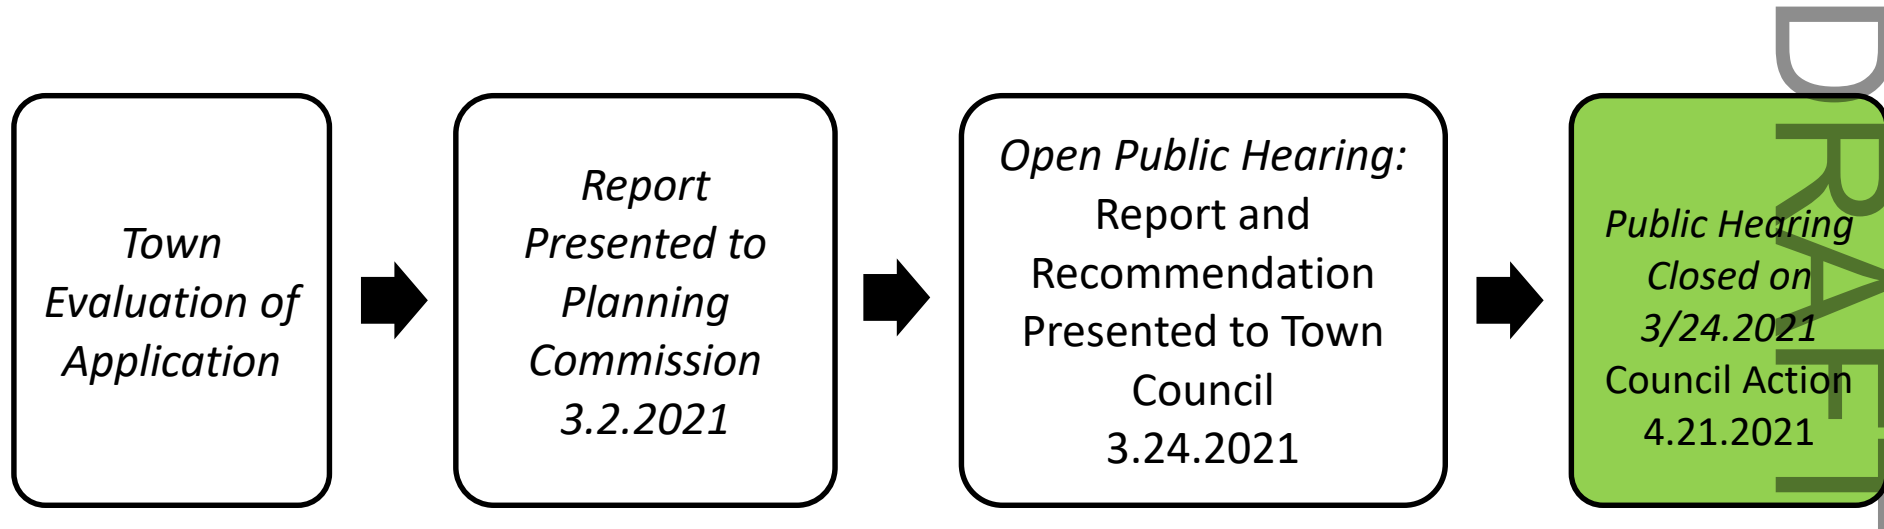 Town
Evaluation of
Application
Report
Presented to
Planning
Commission
3.2.2021
Open Public Hearing:
Report and
Recommendation
Presented to Town
Council
3.24.2021
Public Hearing
Closed on
3/24.2021
Council Action
4.21.2021
DRAFT